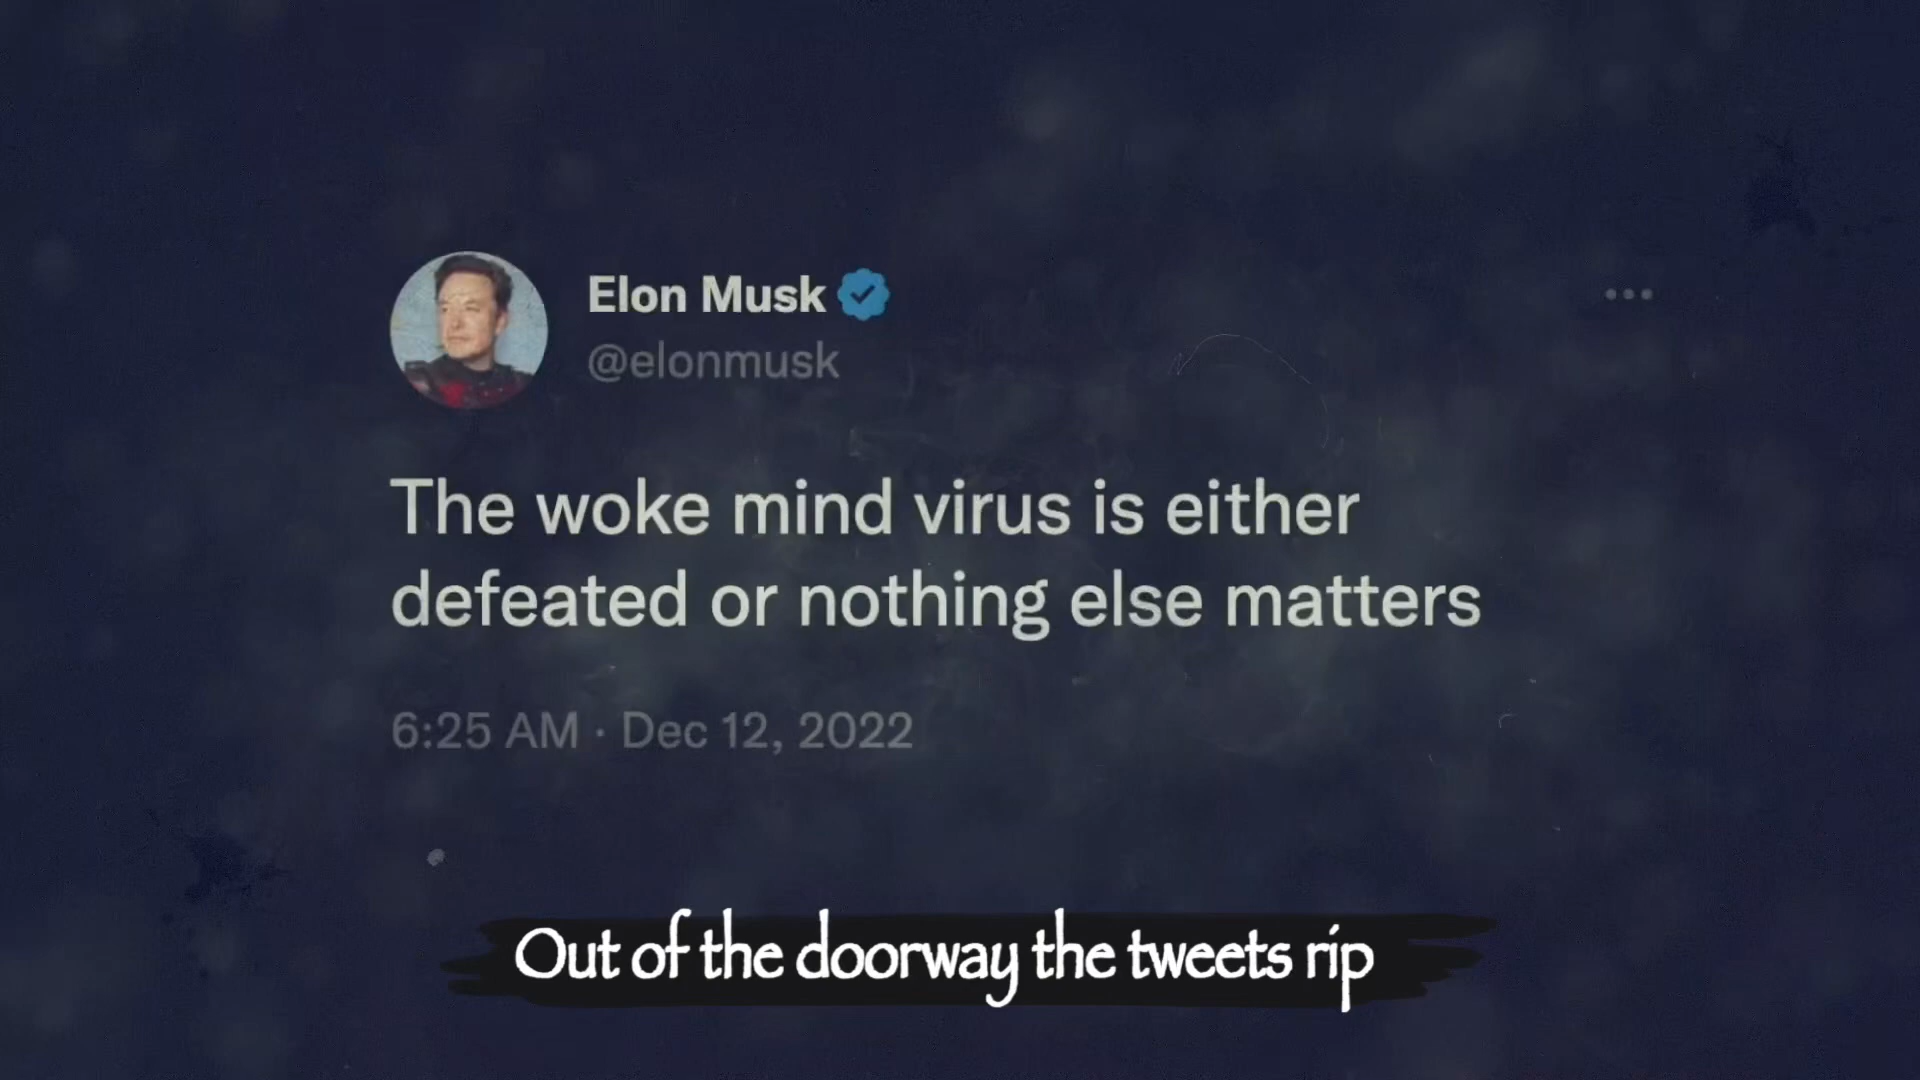 Elon Musk
@elonmusk
The woke mind virus is either
defeated or nothing else matters
6:25 AM · Dec 12, 2022
Out of the doorway the tweets rip